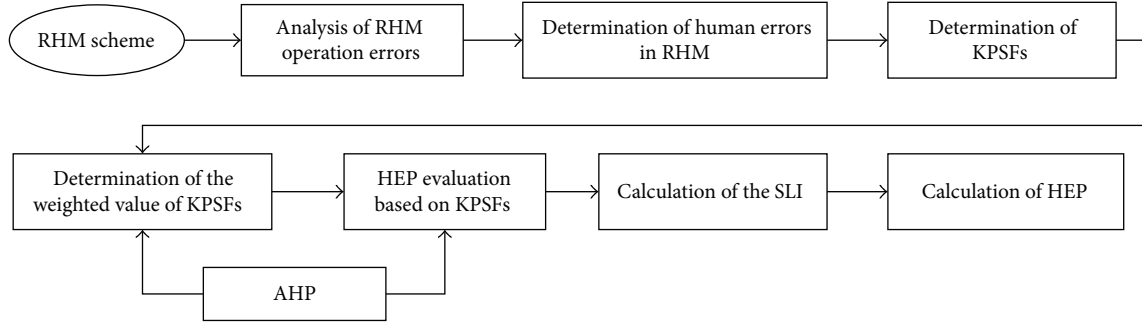 RHM scheme
Analysis of RHM
operation errors
Determination of human errors
in RHM
Determination of
KPSFs
Determination of the
weighted value of KPSFs
HEP evaluation
based on KPSFs
Calculation of the SLI
Calculation of HEP
AHP